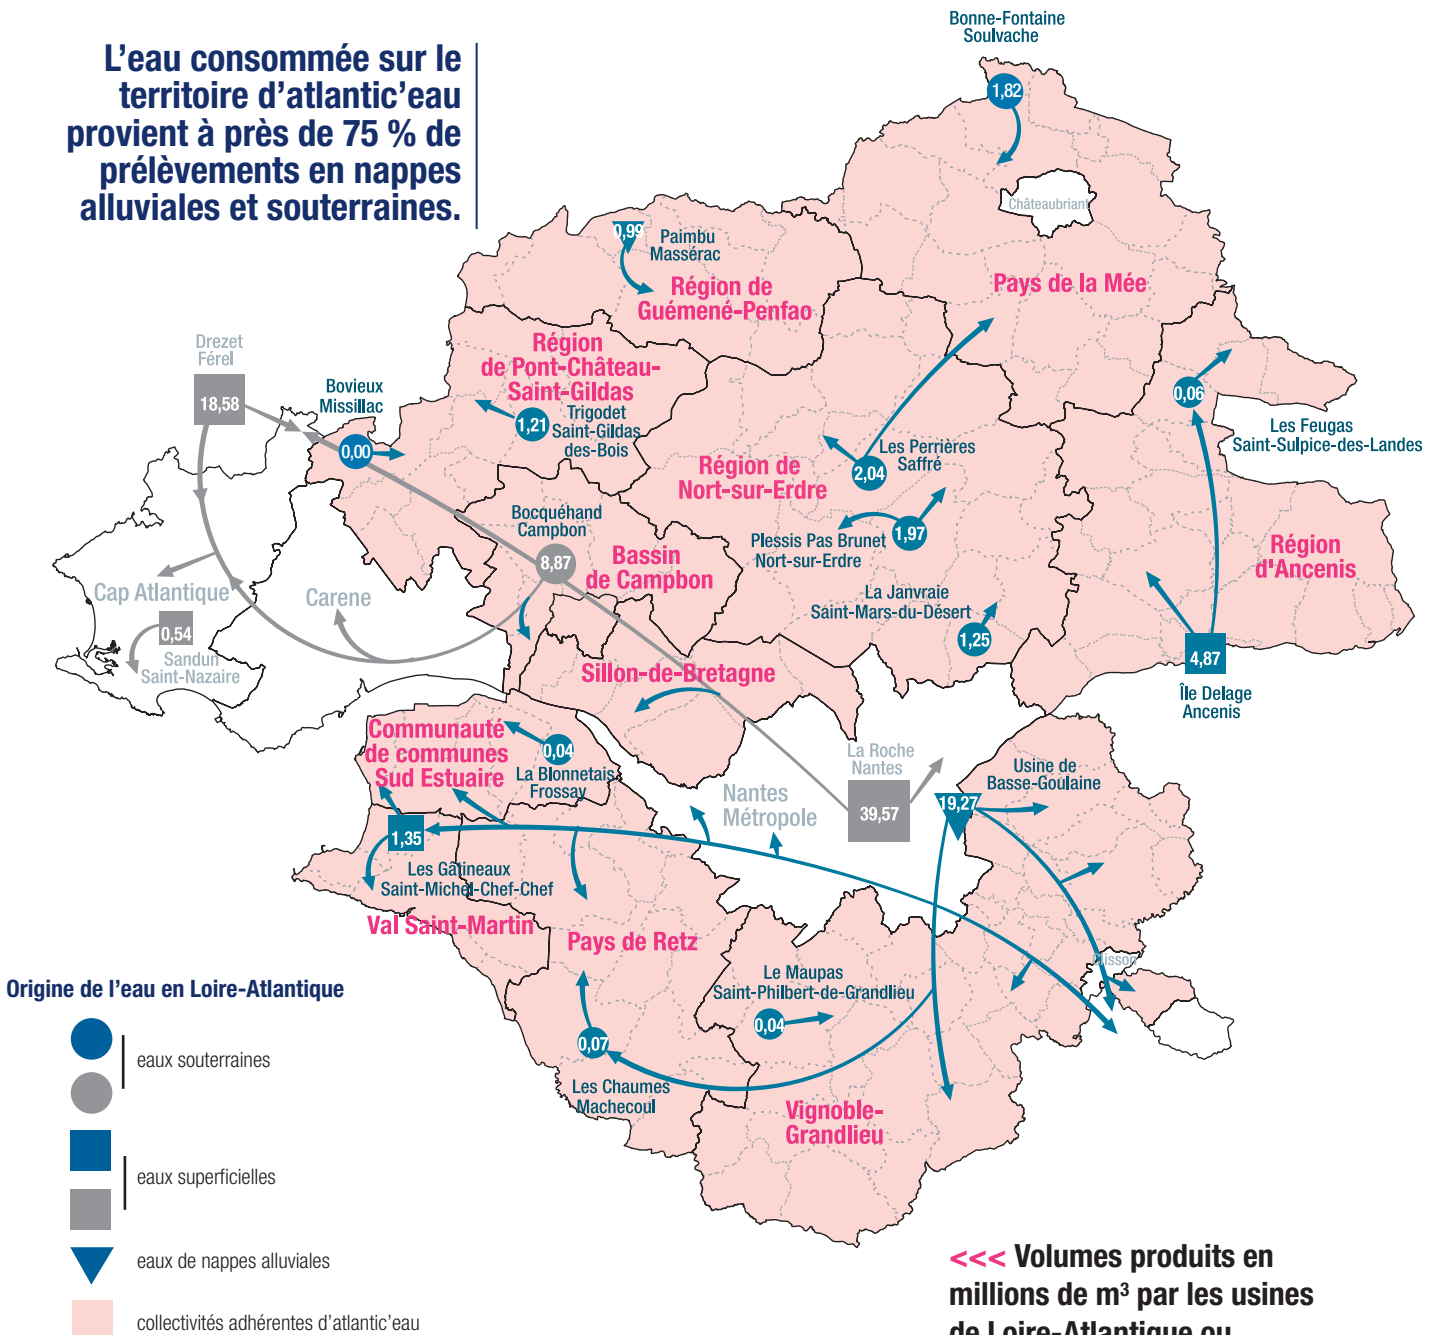 Bonne-Fontaine
Soulvache
L'eau consommée sur le
territoire d'atlantic'eau
provient à près de 75 % de
prélèvements en nappes
alluviales et souterraines.
1,82
Châteaubriant
0,99
Paimbu
Massérac
Région de
Guémené-Penfao
Pays de la Mée
Drezet
Férel
18,58
Bovieux
Missillac
0,00
Région
de Pont-Château-
Saint-Gildas
1,21
Trigodet
Saint-Gildas
des-Bois
0,06
Les Feugas
Saint-Sulpice-des-Landes
Les Perrières
Saffré
2,04
Région de
Nort-sur-Erdre
Bocquéhand
Campbon
8,87
Bassin
de Campbon
Plessis Pas Brunet
Nort-sur-Erdre
1,97
Région
d'Ancenis
Cap Atlantique
Carene
0,54
Sandun
Saint-Nazaire
La Janvraie
Saint-Mars-du-Désert
1,25
4,87
Île Delage
Ancenis
Sillon-de-Bretagne
Communauté
de communes
Sud Estuaire
0,04
La Blonnetais
Frossay
La Roche
Nantes
39,57
Nantes
Métropole
Usine de
Basse-Goulaine
19,27
1,35
Les Gâtineaux
Saint-Michel-Chef-Chef
Val Saint-Martin
Pays de Retz
Le Maupas
Saint-Philbert-de-Grandlieu
0,04
Clisson
0,07
Les Chaumes
Machecoul
Vignoble-
Grandlieu
Origine de l'eau en Loire-Atlantique
eaux souterraines
eaux superficielles
eaux de nappes alluviales
collectivités adhérentes d'atlantic'eau
<<< Volumes produits en
millions de m³ par les usines
de Loire-Atlantique ou